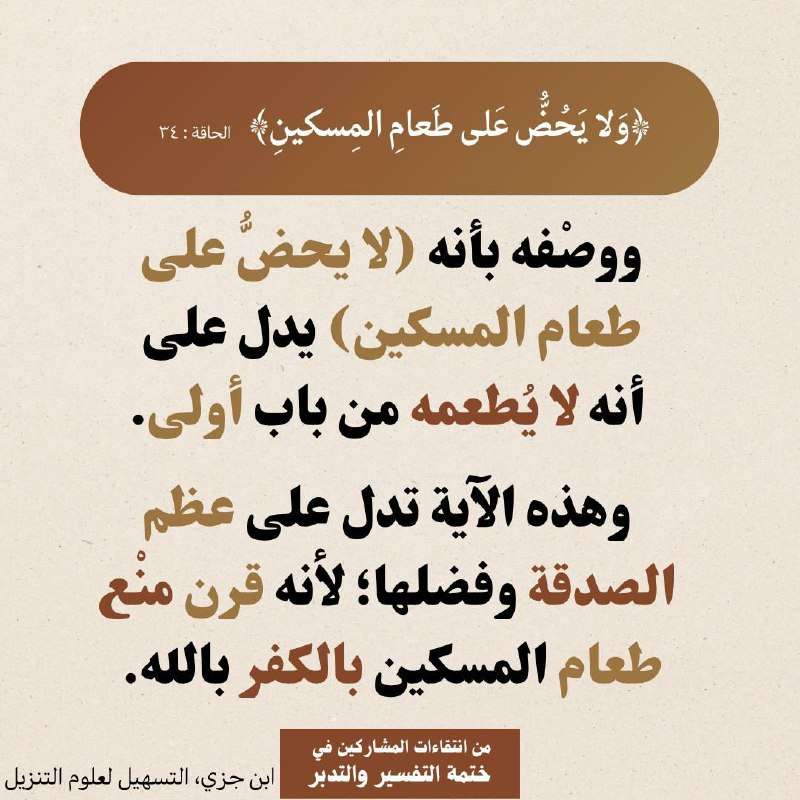 ﴿وَلا يَحُضُّ عَلى طَعامِ المِسكينِ﴾ الحاقة : ٣٤
ووصْفه بأنه (لا يحضُّ على
طعام المسكين) يدل على
أنه لا يُطعمه من باب أولى.
وهذه الآية تدل على عظم
الصدقة وفضلها؛ لأنه قرن منْع
طعام المسكين بالكفر بالله.
من انتقاءات المشاركين في
ختمة التفسير والتدبر
ابن جزي، التسهيل لعلوم التنزيل